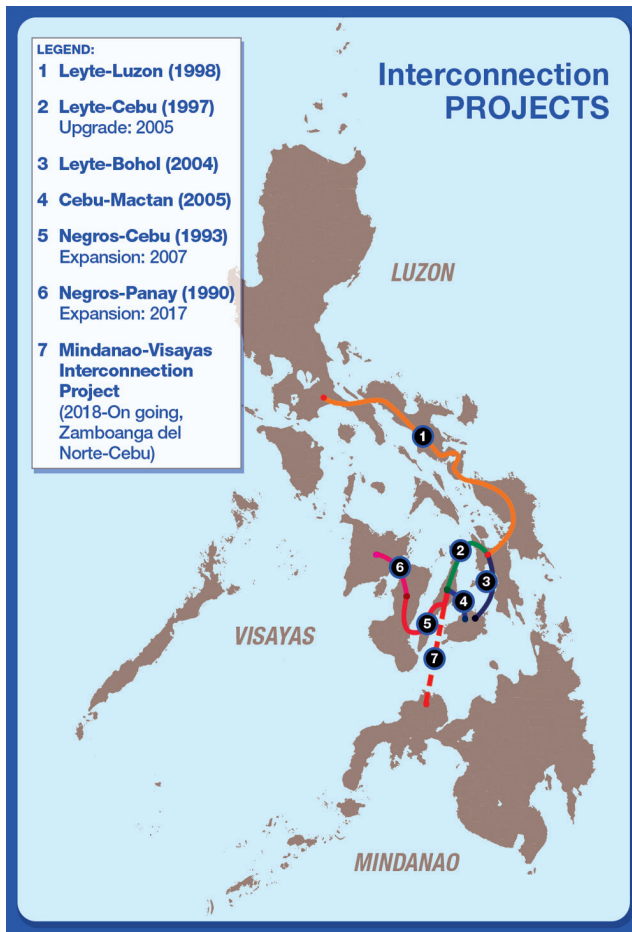 LEGEND:
1 Leyte-Luzon (1998)
2 Leyte-Cebu (1997)
Upgrade: 2005
3 Leyte-Bohol (2004)
4 Cebu-Mactan (2005)
5 Negros-Cebu (1993)
Expansion: 2007
6 Negros-Panay (1990)
Expansion: 2017
7 Mindanao-Visayas
Interconnection
Project
(2018-On going,
Zamboanga del
Norte-Cebu)
Interconnection
PROJECTS
LUZON
1
2
3
6
4
5
VISAYAS
7
MINDANAO